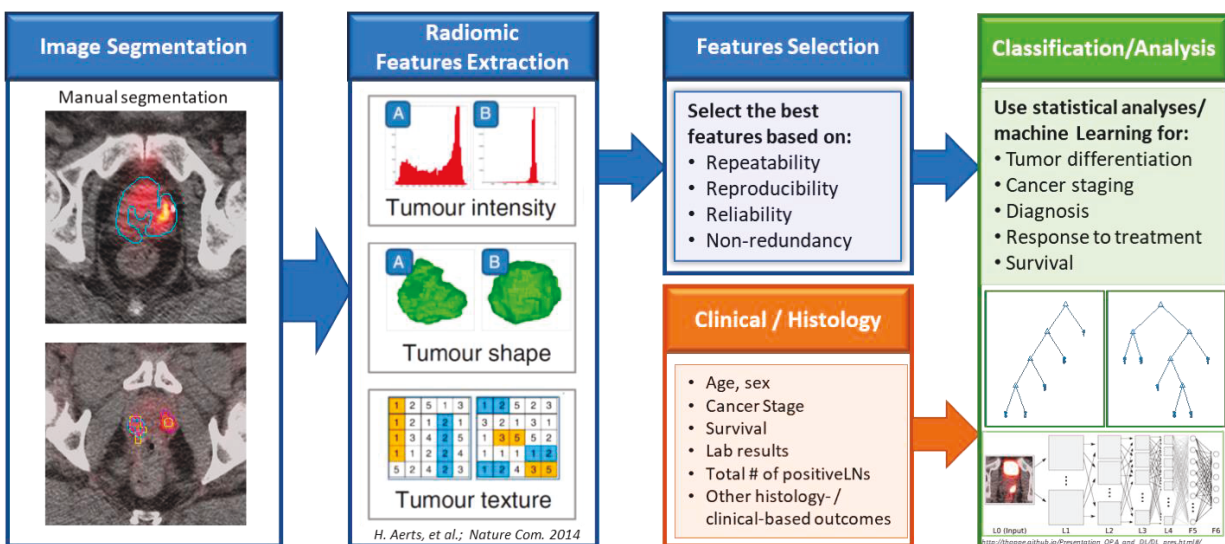 Image Segmentation
Manual segmentation
Radiomic
Features Extraction
A
B
Tumour intensity
A
B
Tumour shape
1 2 5 1 3
1 2 1 2 1
1 3 4 2 5
1 1 2 2 4
5 2 4 2 3
1 2 5 2 3
3 2 1 3 1
1 3 5 5 2
1 1 1 1 2
1 2 4 3 5
Tumour texture
H. Aerts, et al.; Nature Com. 2014
Features Selection
Select the best
features based on:
• Repeatability
• Reproducibility
• Reliability
• Non-redundancy
Clinical / Histology
• Age, sex
• Cancer Stage
• Survival
• Lab results
• Total # of positiveLNs
• Other histology- /
clinical-based outcomes
Classification/Analysis
Use statistical analyses/
machine Learning for:
• Tumor differentiation
• Cancer staging
• Diagnosis
• Response to treatment
• Survival
L0 (Input) L1 L2 L3 L4 F5 F6